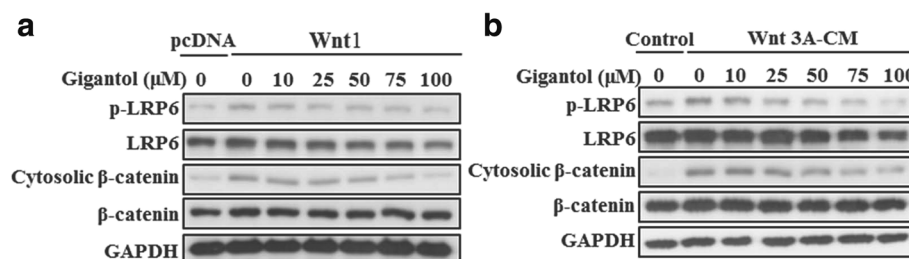 a
pcDNA Wnt1
Gigantol (μM) 0 0 10 25 50 75 100
p-LRP6
LRP6
Cytosolic β-catenin
β-catenin
GAPDH
b
Control Wnt 3A-CM
Gigantol (μM) 0 0 10 25 50 75 100
p-LRP6
LRP6
Cytosolic β-catenin
β-catenin
GAPDH